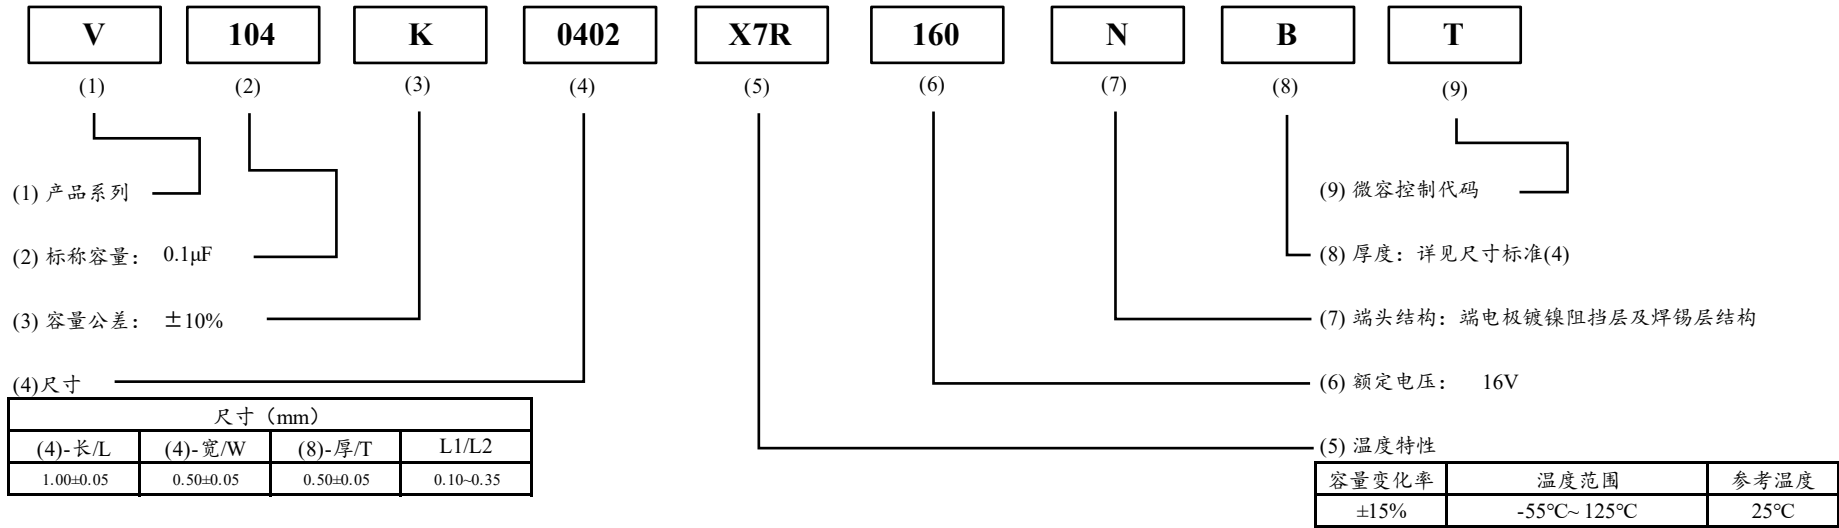 V 104 K 0402 X7R 160 N B T
(1) (2) (3) (4) (5) (6) (7) (8) (9)
(1) 产品系列
(9) 微容控制代码
(2) 标称容量： 0.1μF
(8) 厚度：详见尺寸标准(4)
(3) 容量公差： ±10%
(7) 端头结构：端电极镀镍阻挡层及焊锡层结构
(4)尺寸
(6) 额定电压： 16V
尺寸（mm）
(4)-长/L (4)-宽/W (8)-厚/T L1/L2
1.00±0.05 0.50±0.05 0.50±0.05 0.10~0.35
(5) 温度特性
容量变化率 温度范围 参考温度
±15% -55℃~ 125℃ 25℃